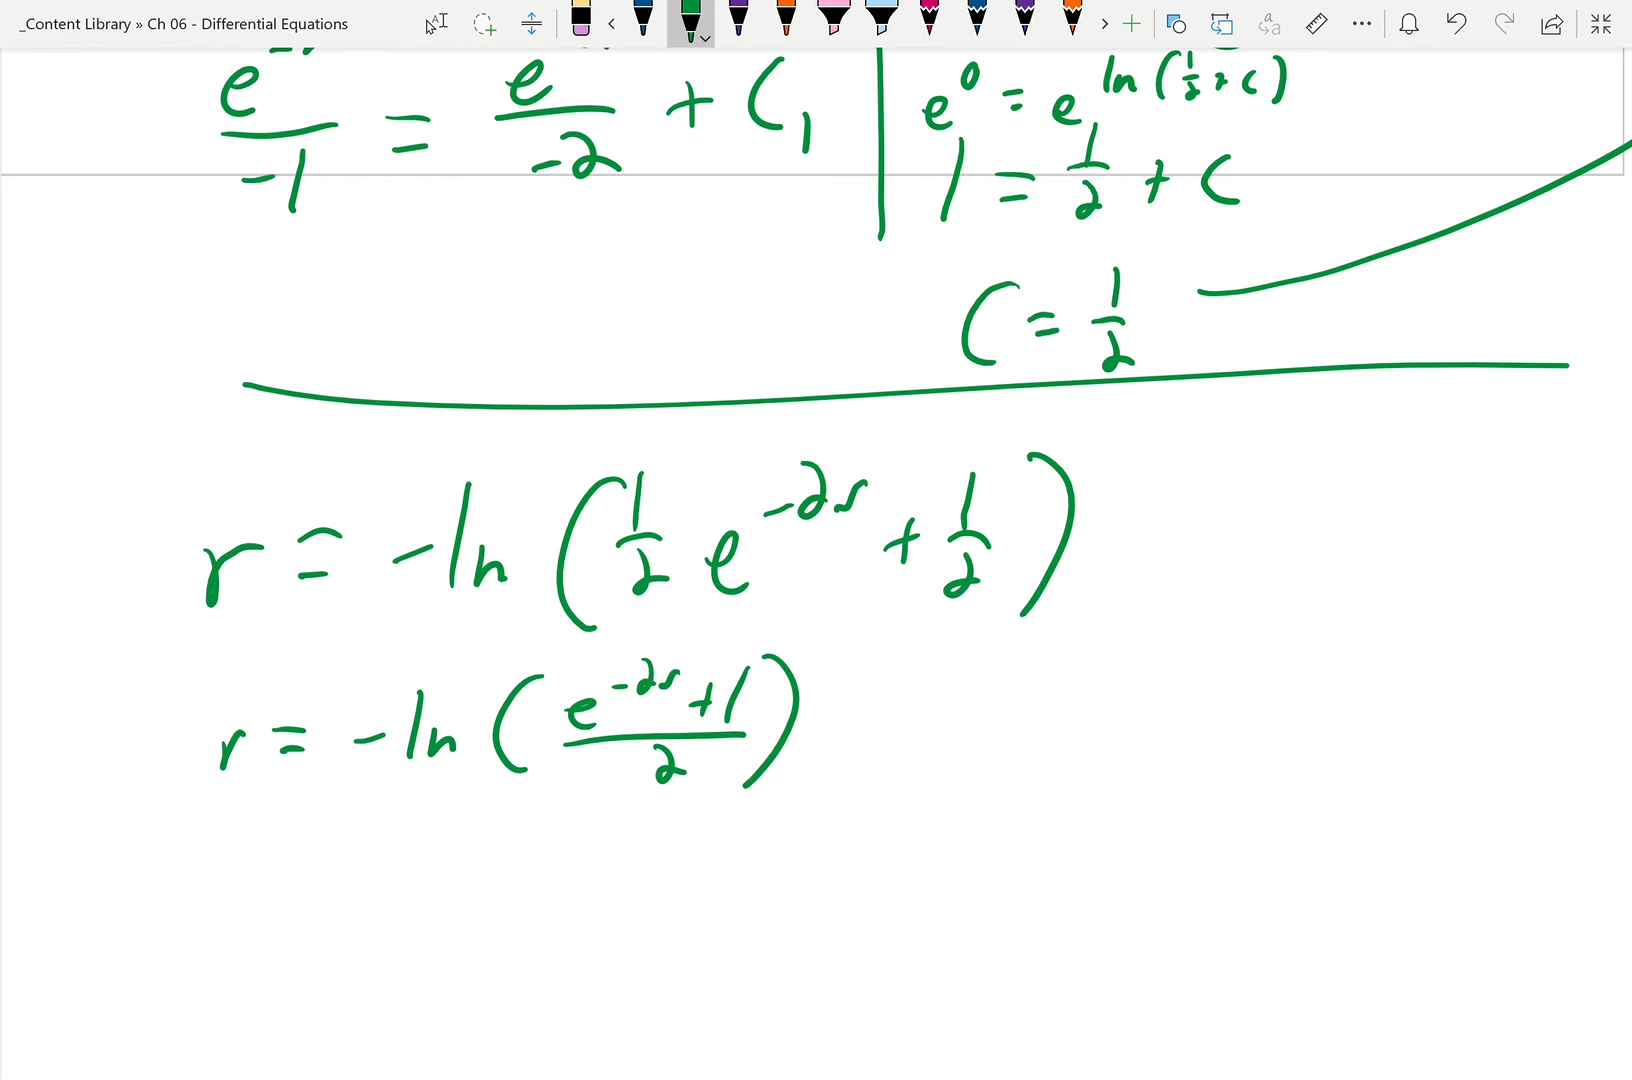 _Content Library » Ch 06 - Differential Equations
e / -1 = e / -2 + C₁
e^0 = e^ln(1/2 + C)
1 = 1/2 + C
C = 1/2
r = -ln(1/2 e^-2s + 1/2)
r = -ln((e^-2s + 1)/2)